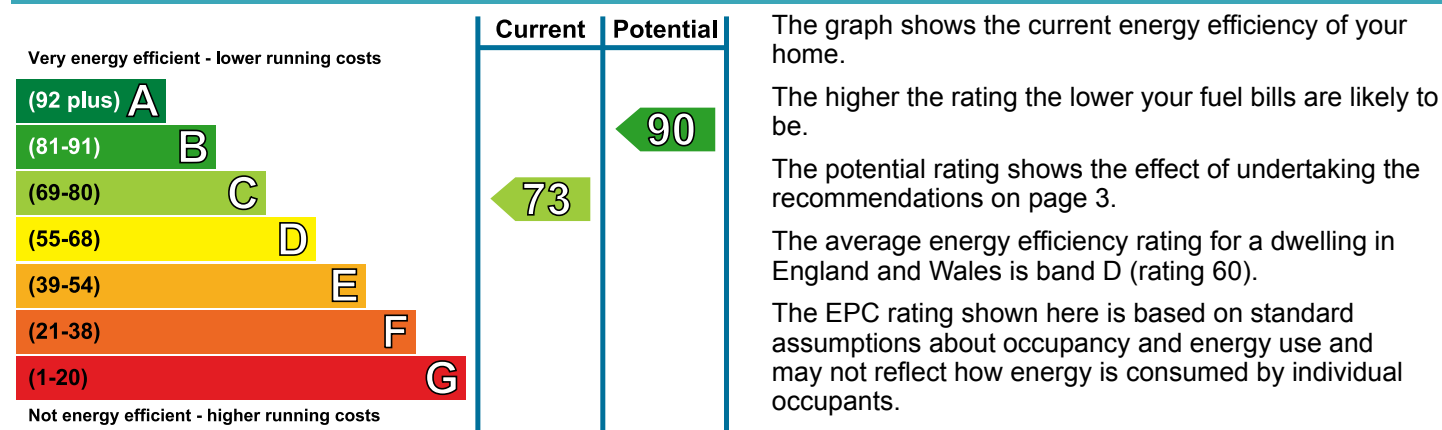 Current Potential
Very energy efficient - lower running costs
(92 plus) A
(81-91) B
90
(69-80) C
73
(55-68) D
(39-54) E
(21-38) F
(1-20) G
Not energy efficient - higher running costs
The graph shows the current energy efficiency of your
home.
The higher the rating the lower your fuel bills are likely to
be.
The potential rating shows the effect of undertaking the
recommendations on page 3.
The average energy efficiency rating for a dwelling in
England and Wales is band D (rating 60).
The EPC rating shown here is based on standard
assumptions about occupancy and energy use and
may not reflect how energy is consumed by individual
occupants.